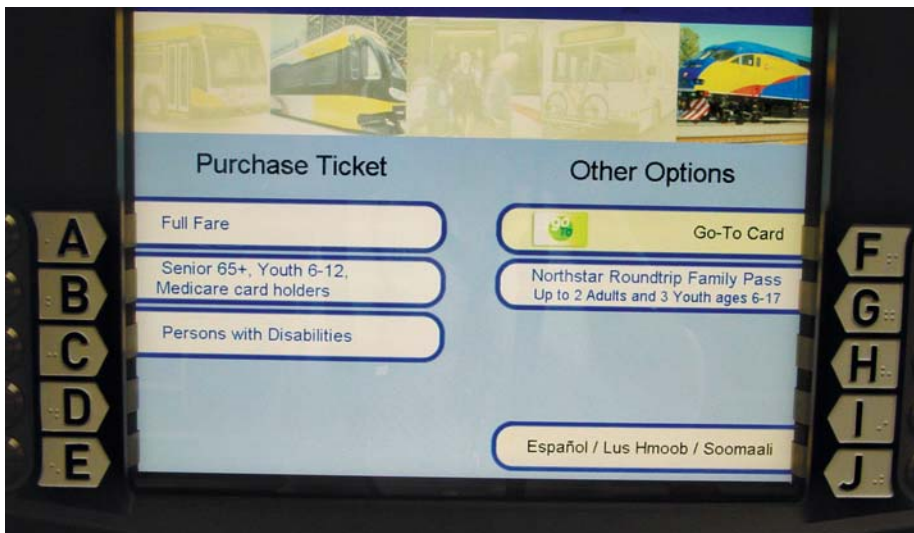 Purchase Ticket
Full Fare
Senior 65+, Youth 6-12,
Medicare card holders
Persons with Disabilities
Other Options
go
To
Go-To Card
Northstar Roundtrip Family Pass
Up to 2 Adults and 3 Youth ages 6-17
Español / Lus Hmoob / Soomaali
A
B
C
D
E
F
G
H
I
J